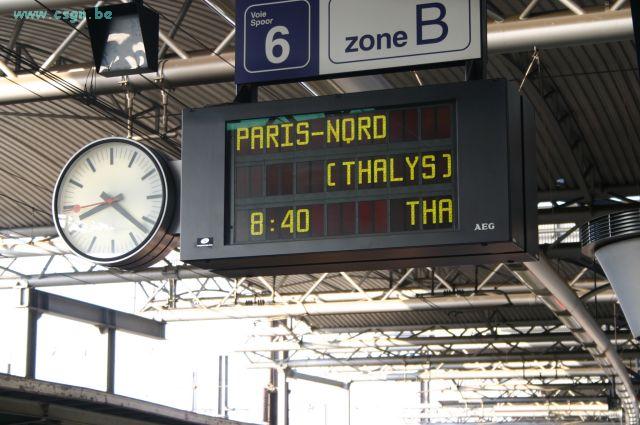 www.csgn.be
Voie
Spoor
6
zone B
PARIS-NORD
[THALYS]
8:40 THA
AEG